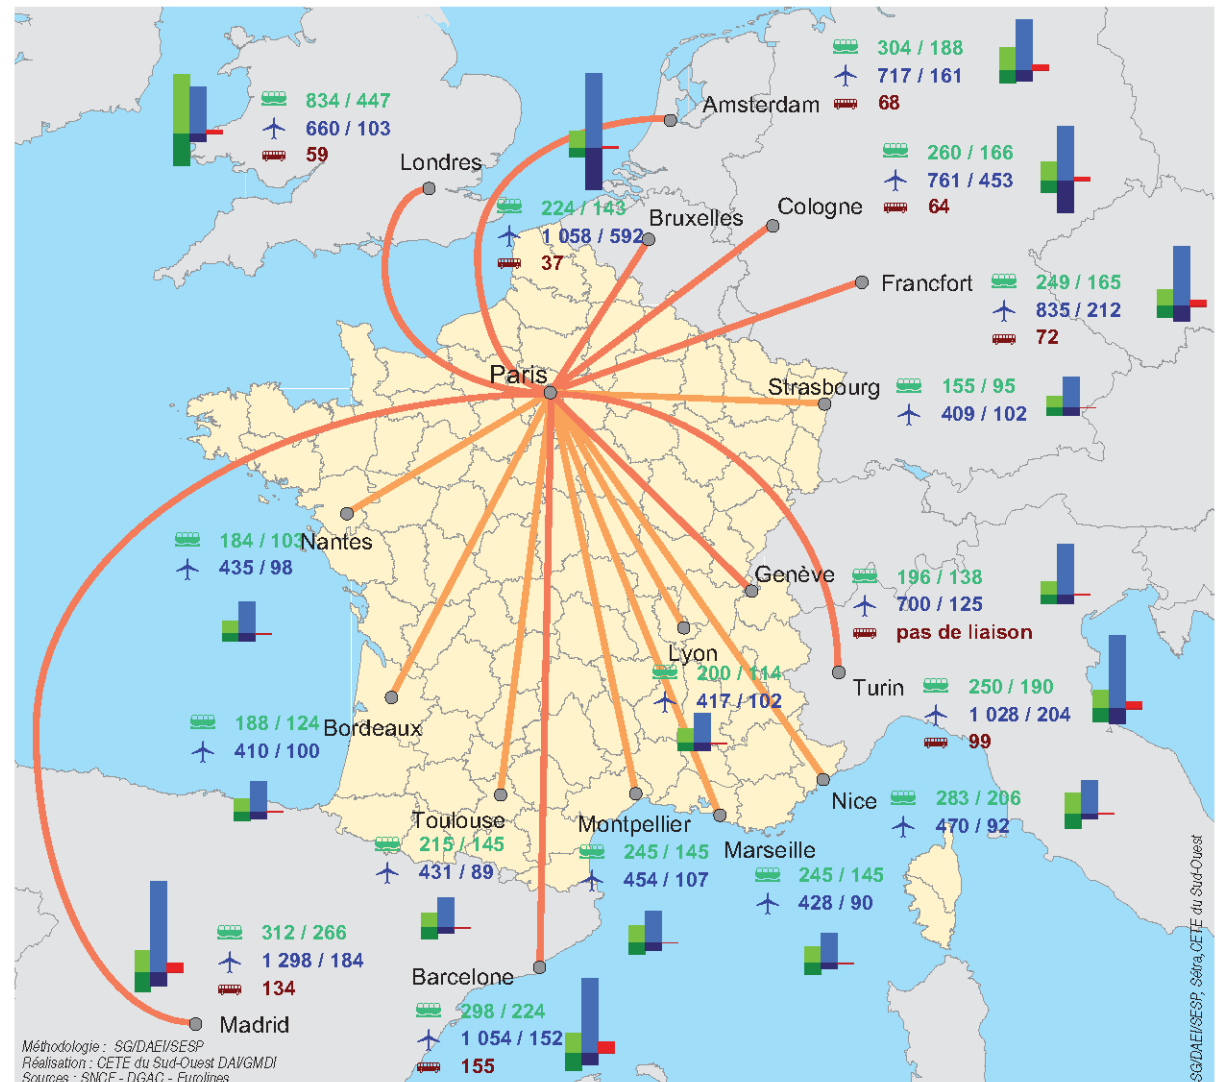 304 / 188
717 / 161
68
Amsterdam
834 / 447
660 / 103
59
Londres
260 / 166
761 / 453
64
Cologne
224 / 143
1 058 / 592
37
Bruxelles
Francfort
249 / 165
835 / 212
72
Paris
Strasbourg
155 / 95
409 / 102
184 / 103
435 / 98
Nantes
Genève
196 / 138
700 / 125
pas de liaison
Lyon
200 / 114
417 / 102
Turin
250 / 190
1 028 / 204
99
188 / 124
410 / 100
Bordeaux
Nice
283 / 206
470 / 92
Toulouse
215 / 145
431 / 89
Montpellier
245 / 145
454 / 107
Marseille
245 / 145
428 / 90
312 / 266
1 298 / 184
134
Madrid
Barcelone
298 / 224
1 054 / 152
155
Méthodologie : SG/DAEI/SESP
Réalisation : CETE du Sud-Ouest DAI/GMDI
Sources : SNCF - DGAC - Eurolines
SG/DAEI/SESP, Sétra, CETE du Sud-Ouest